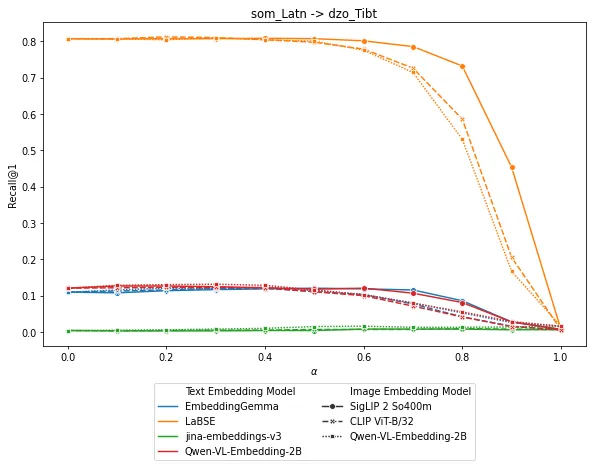 som_Latn -> dzo_Tibt
0.8
0.7
0.6
0.5
0.4
0.3
0.2
0.1
0.0
Recall@1
0.0 0.2 0.4 0.6 0.8 1.0
α
Text Embedding Model
EmbeddingGemma
LaBSE
jina-embeddings-v3
Qwen-VL-Embedding-2B
Image Embedding Model
SigLIP 2 So400m
CLIP ViT-B/32
Qwen-VL-Embedding-2B